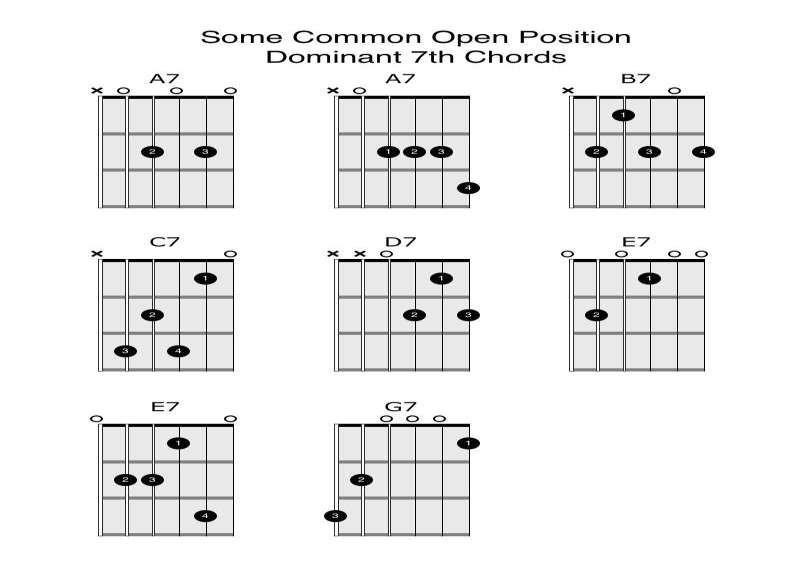 Some Common Open Position
Dominant 7th Chords
A7 A7 B7
x o o o x o x o
1
2 3 1 2 3 2 3 4
4
C7 D7 E7
x o x x o o o o o
1 1 1
2 2 3 2
3 4
E7 G7
o o o o o
1 1
2 3 2
4 3